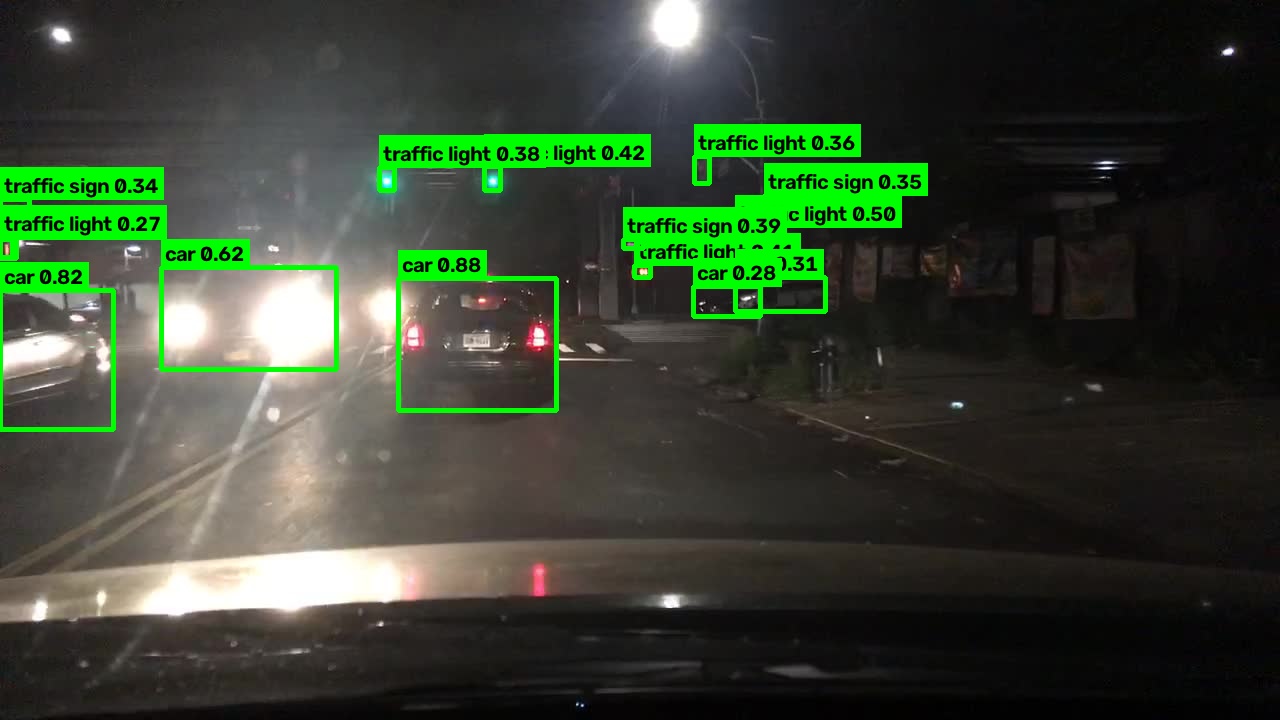 traffic light 0.36
traffic light 0.38
: light 0.42
traffic sign 0.34
traffic sign 0.35
traffic light 0.27
traffic sign 0.39
c light 0.50
car 0.62
car 0.88
0.31
car 0.82
car 0.28